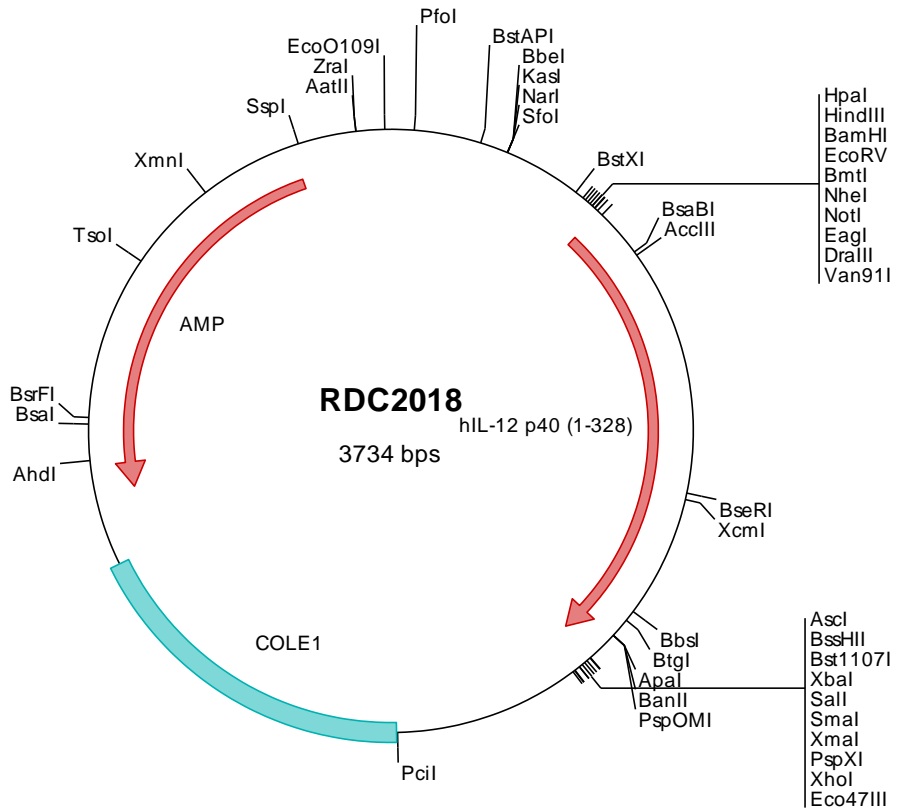 PfoI
EcoO109I
ZraI
AatII
SspI
XmnI
TsoI
BsrFI
BsaI
AhdI
BstAPI
BbeI
KasI
NarI
SfoI
BstXI
HpaI
HindIII
BamHI
EcoRV
BmtI
NheI
NotI
EagI
DraIII
Van91I
BsaBI
AccIII
AMP
RDC2018
hIL-12 p40 (1-328)
3734 bps
BseRI
XcmI
BbsI
BtgI
ApaI
BanII
PspOMI
AscI
BssHII
Bst1107I
XbaI
SalI
SmaI
XmaI
PspXI
XhoI
Eco47III
COLE1
PciI